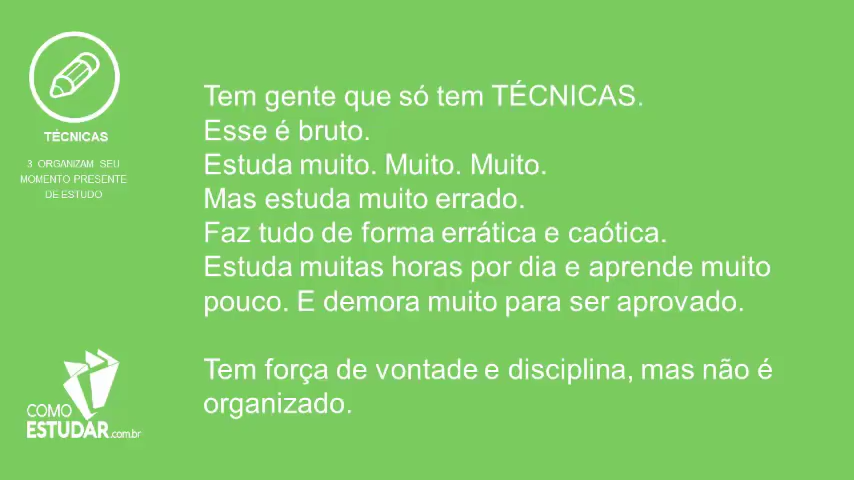 TÉCNICAS
3 ORGANIZAM SEU
MOMENTO PRESENTE
DE ESTUDO
Tem gente que só tem TÉCNICAS.
Esse é bruto.
Estuda muito. Muito. Muito.
Mas estuda muito errado.
Faz tudo de forma errática e caótica.
Estuda muitas horas por dia e aprende muito
pouco. E demora muito para ser aprovado.
Tem força de vontade e disciplina, mas não é
organizado.
COMO
ESTUDAR.com.br